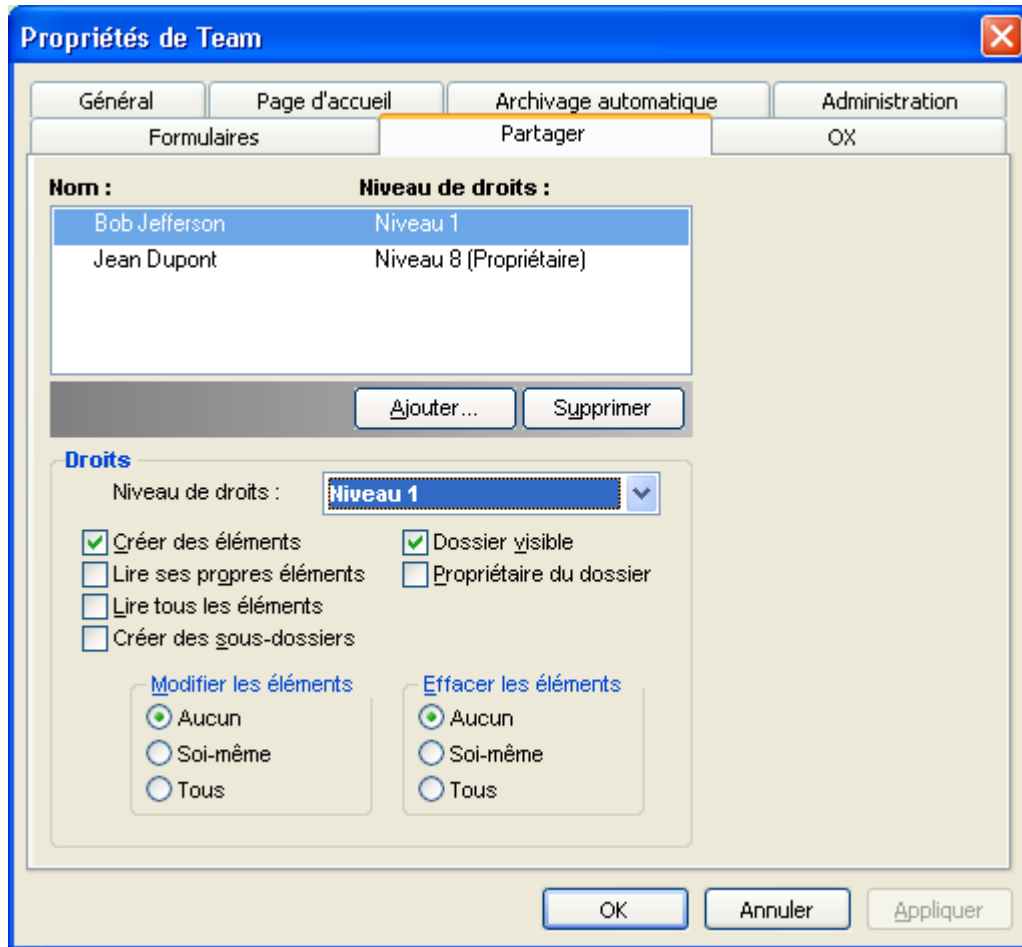 Propriétés de Team
Général Page d'accueil Archivage automatique Administration
Formulaires Partager OX
Nom : Niveau de droits :
Bob Jefferson Niveau 1
Jean Dupont Niveau 8 (Propriétaire)
Ajouter... Supprimer
Droits
Niveau de droits : Niveau 1
Créer des éléments Dossier visible
Lire ses propres éléments Propriétaire du dossier
Lire tous les éléments
Créer des sous-dossiers
Modifier les éléments Effacer les éléments
Aucun Aucun
Soi-même Soi-même
Tous Tous
OK Annuler Appliquer